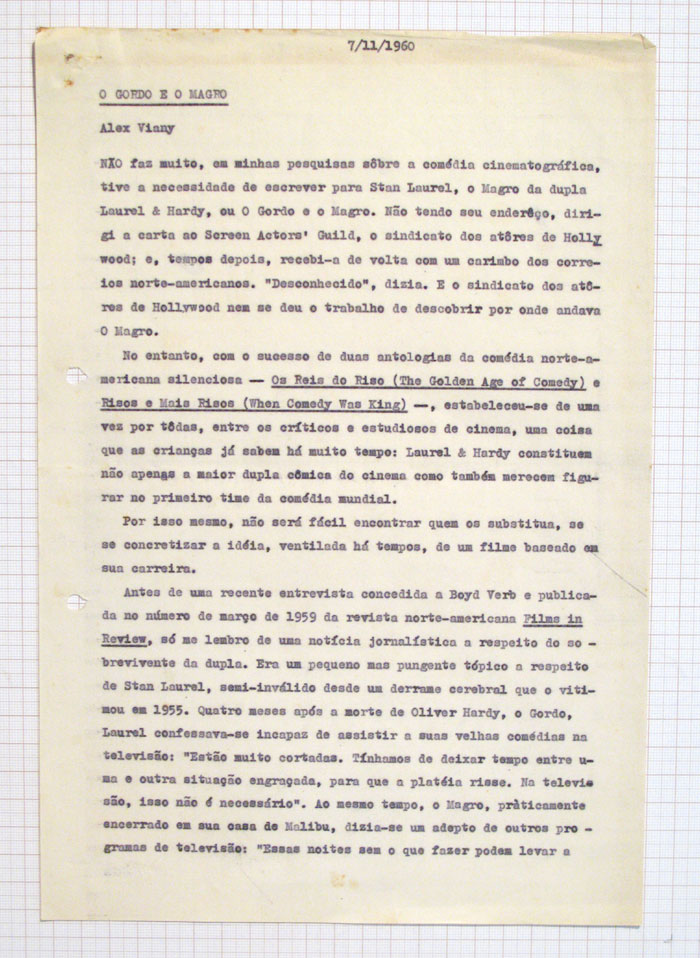 7/11/1960
O GORDO E O MAGRO
Alex Viany
NÃO faz muito, em minhas pesquisas sôbre a comédia cinematográfica,
tive a necessidade de escrever para Stan Laurel, o Magro da dupla
Laurel & Hardy, ou O Gordo e o Magro. Não tendo seu enderêço, diri-
gi a carta ao Screen Actors' Guild, o sindicato dos atôres de Holly
wood; e, tempos depois, recebi-a de volta com um carimbo dos corre-
ios norte-americanos. "Desconhecido", dizia. E o sindicato dos atô-
res de Hollywood nem se deu o trabalho de descobrir por onde andava
O Magro.
No entanto, com o sucesso de duas antologias da comédia norte-a-
mericana silenciosa — Os Reis do Riso (The Golden Age of Comedy) e
Risos e Mais Risos (When Comedy Was King) —, estabeleceu-se de uma
vez por tôdas, entre os críticos e estudiosos de cinema, uma coisa
que as crianças já sabem há muito tempo: Laurel & Hardy constituem
não apenas a maior dupla cômica do cinema como também merecem figu-
rar no primeiro time da comédia mundial.
Por isso mesmo, não será fácil encontrar quem os substitua, se
se concretizar a idéia, ventilada há tempos, de um filme baseado em
sua carreira.
Antes de uma recente entrevista concedida a Boyd Verb e publica-
da no número de março de 1959 da revista norte-americana Films in
Review, só me lembro de uma notícia jornalística a respeito do so -
brevivente da dupla. Era um pequeno mas pungente tópico a respeito
de Stan Laurel, semi-inválido desde um derrame cerebral que o viti-
mou em 1955. Quatro meses após a morte de Oliver Hardy, o Gordo,
Laurel confessava-se incapaz de assistir a suas velhas comédias na
televisão: "Estão muito cortadas. Tínhamos de deixar tempo entre u-
ma e outra situação engraçada, para que a platéia risse. Na televi-
são, isso não é necessário". Ao mesmo tempo, o Magro, pràticamente
encerrado em sua casa de Malibu, dizia-se um adepto de outros pro -
gramas de televisão: "Essas noites sem o que fazer podem levar a